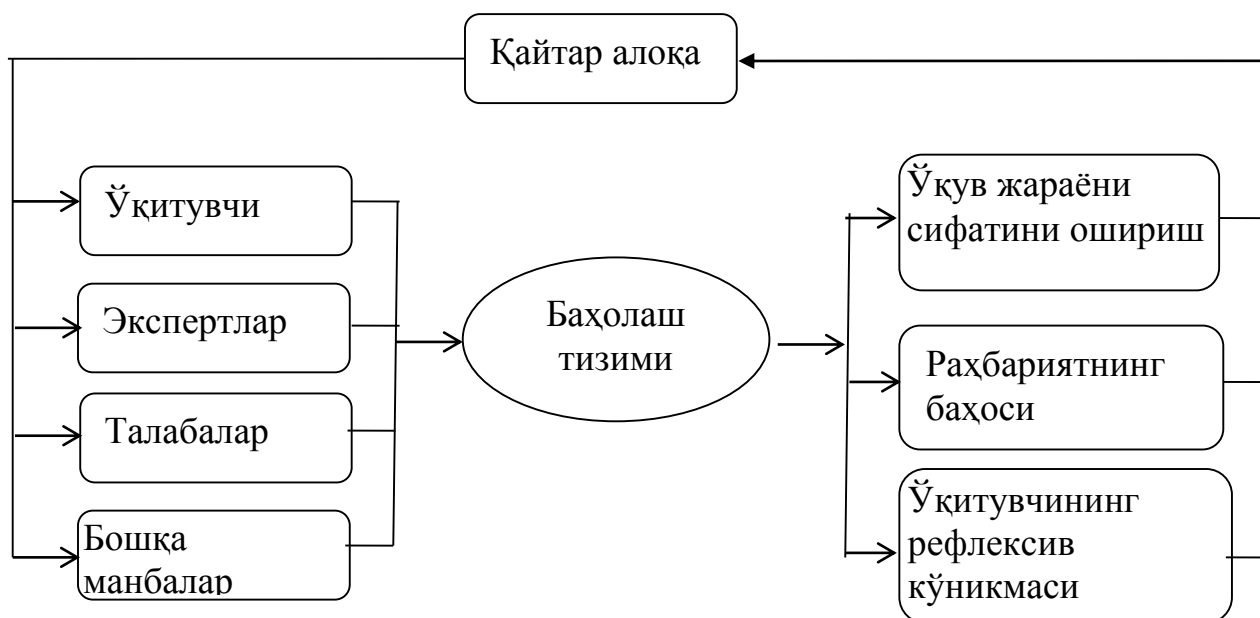 Қайтар алоқа
Ўқитувчи
Экспертлар
Талабалар
Бошқа
манбалар
Баҳолаш
тизими
Ўқув жараёни
сифатини ошириш
Раҳбариятнинг
баҳоси
Ўқитувчининг
рефлексив
кўникмаси